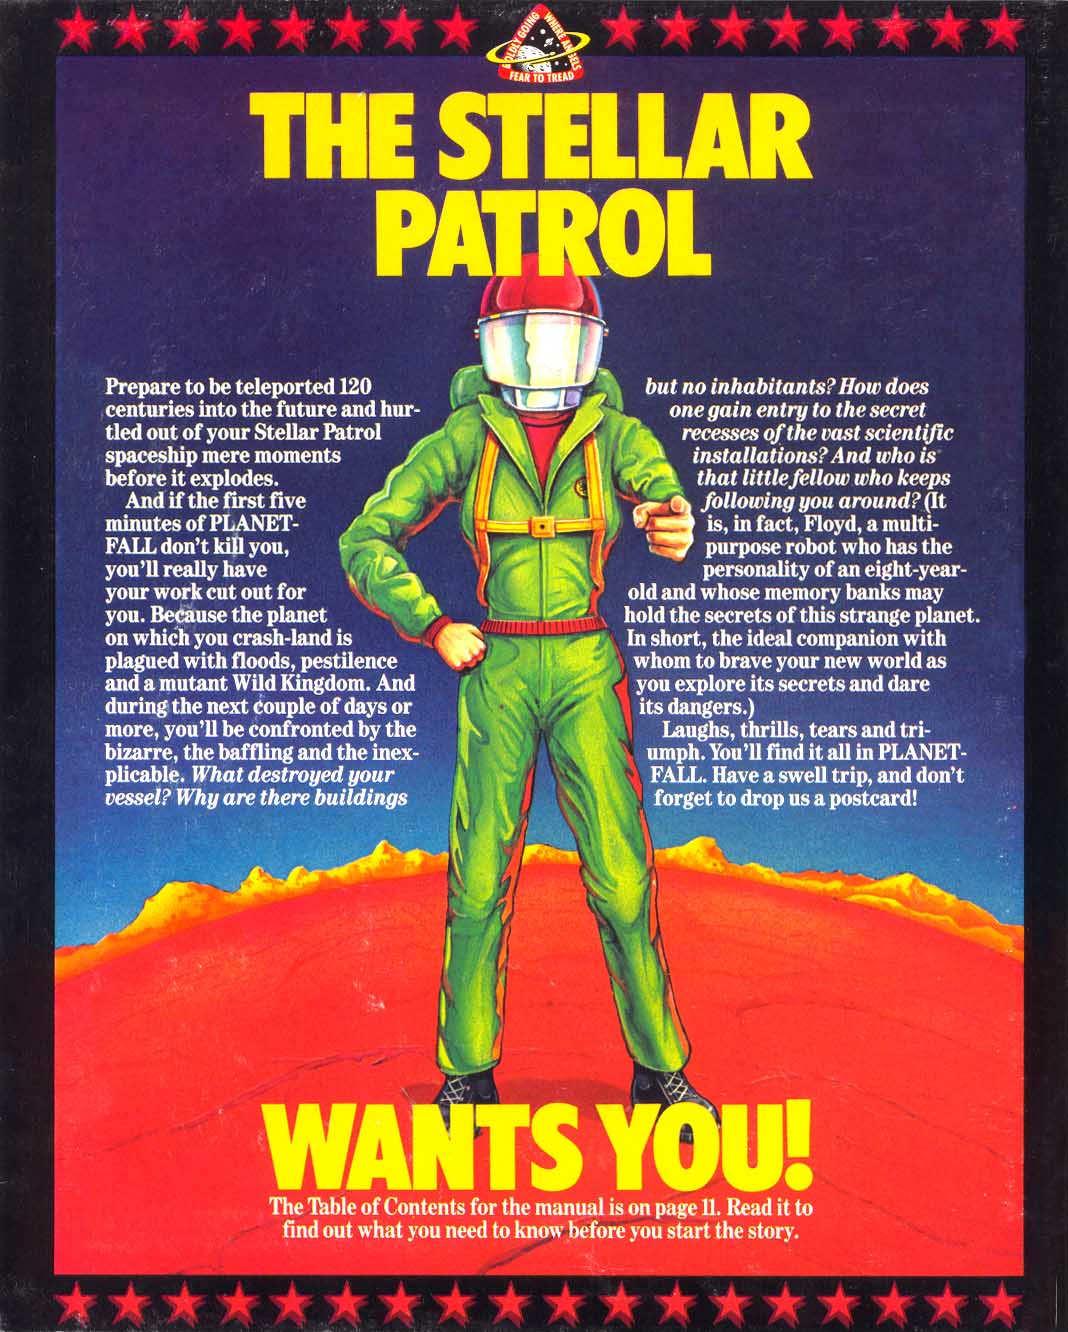 BOLDLY GOING WHERE ANGELS
FEAR TO TREAD
THE STELLAR
PATROL
Prepare to be teleported 120
centuries into the future and hur-
tled out of your Stellar Patrol
spaceship mere moments
before it explodes.
And if the first five
minutes of PLANET-
FALL don't kill you,
you'll really have
your work cut out for
you. Because the planet
on which you crash-land is
plagued with floods, pestilence
and a mutant Wild Kingdom. And
during the next couple of days or
more, you'll be confronted by the
bizarre, the baffling and the inex-
plicable. What destroyed your
vessel? Why are there buildings
but no inhabitants? How does
one gain entry to the secret
recesses of the vast scientific
installations? And who is
that little fellow who keeps
following you around? (It
is, in fact, Floyd, a multi-
purpose robot who has the
personality of an eight-year-
old and whose memory banks may
hold the secrets of this strange planet.
In short, the ideal companion with
whom to brave your new world as
you explore its secrets and dare
its dangers.)
Laughs, thrills, tears and tri-
umph. You'll find it all in PLANET-
FALL. Have a swell trip, and don't
forget to drop us a postcard!
WANTS YOU!
The Table of Contents for the manual is on page 11. Read it to
find out what you need to know before you start the story.